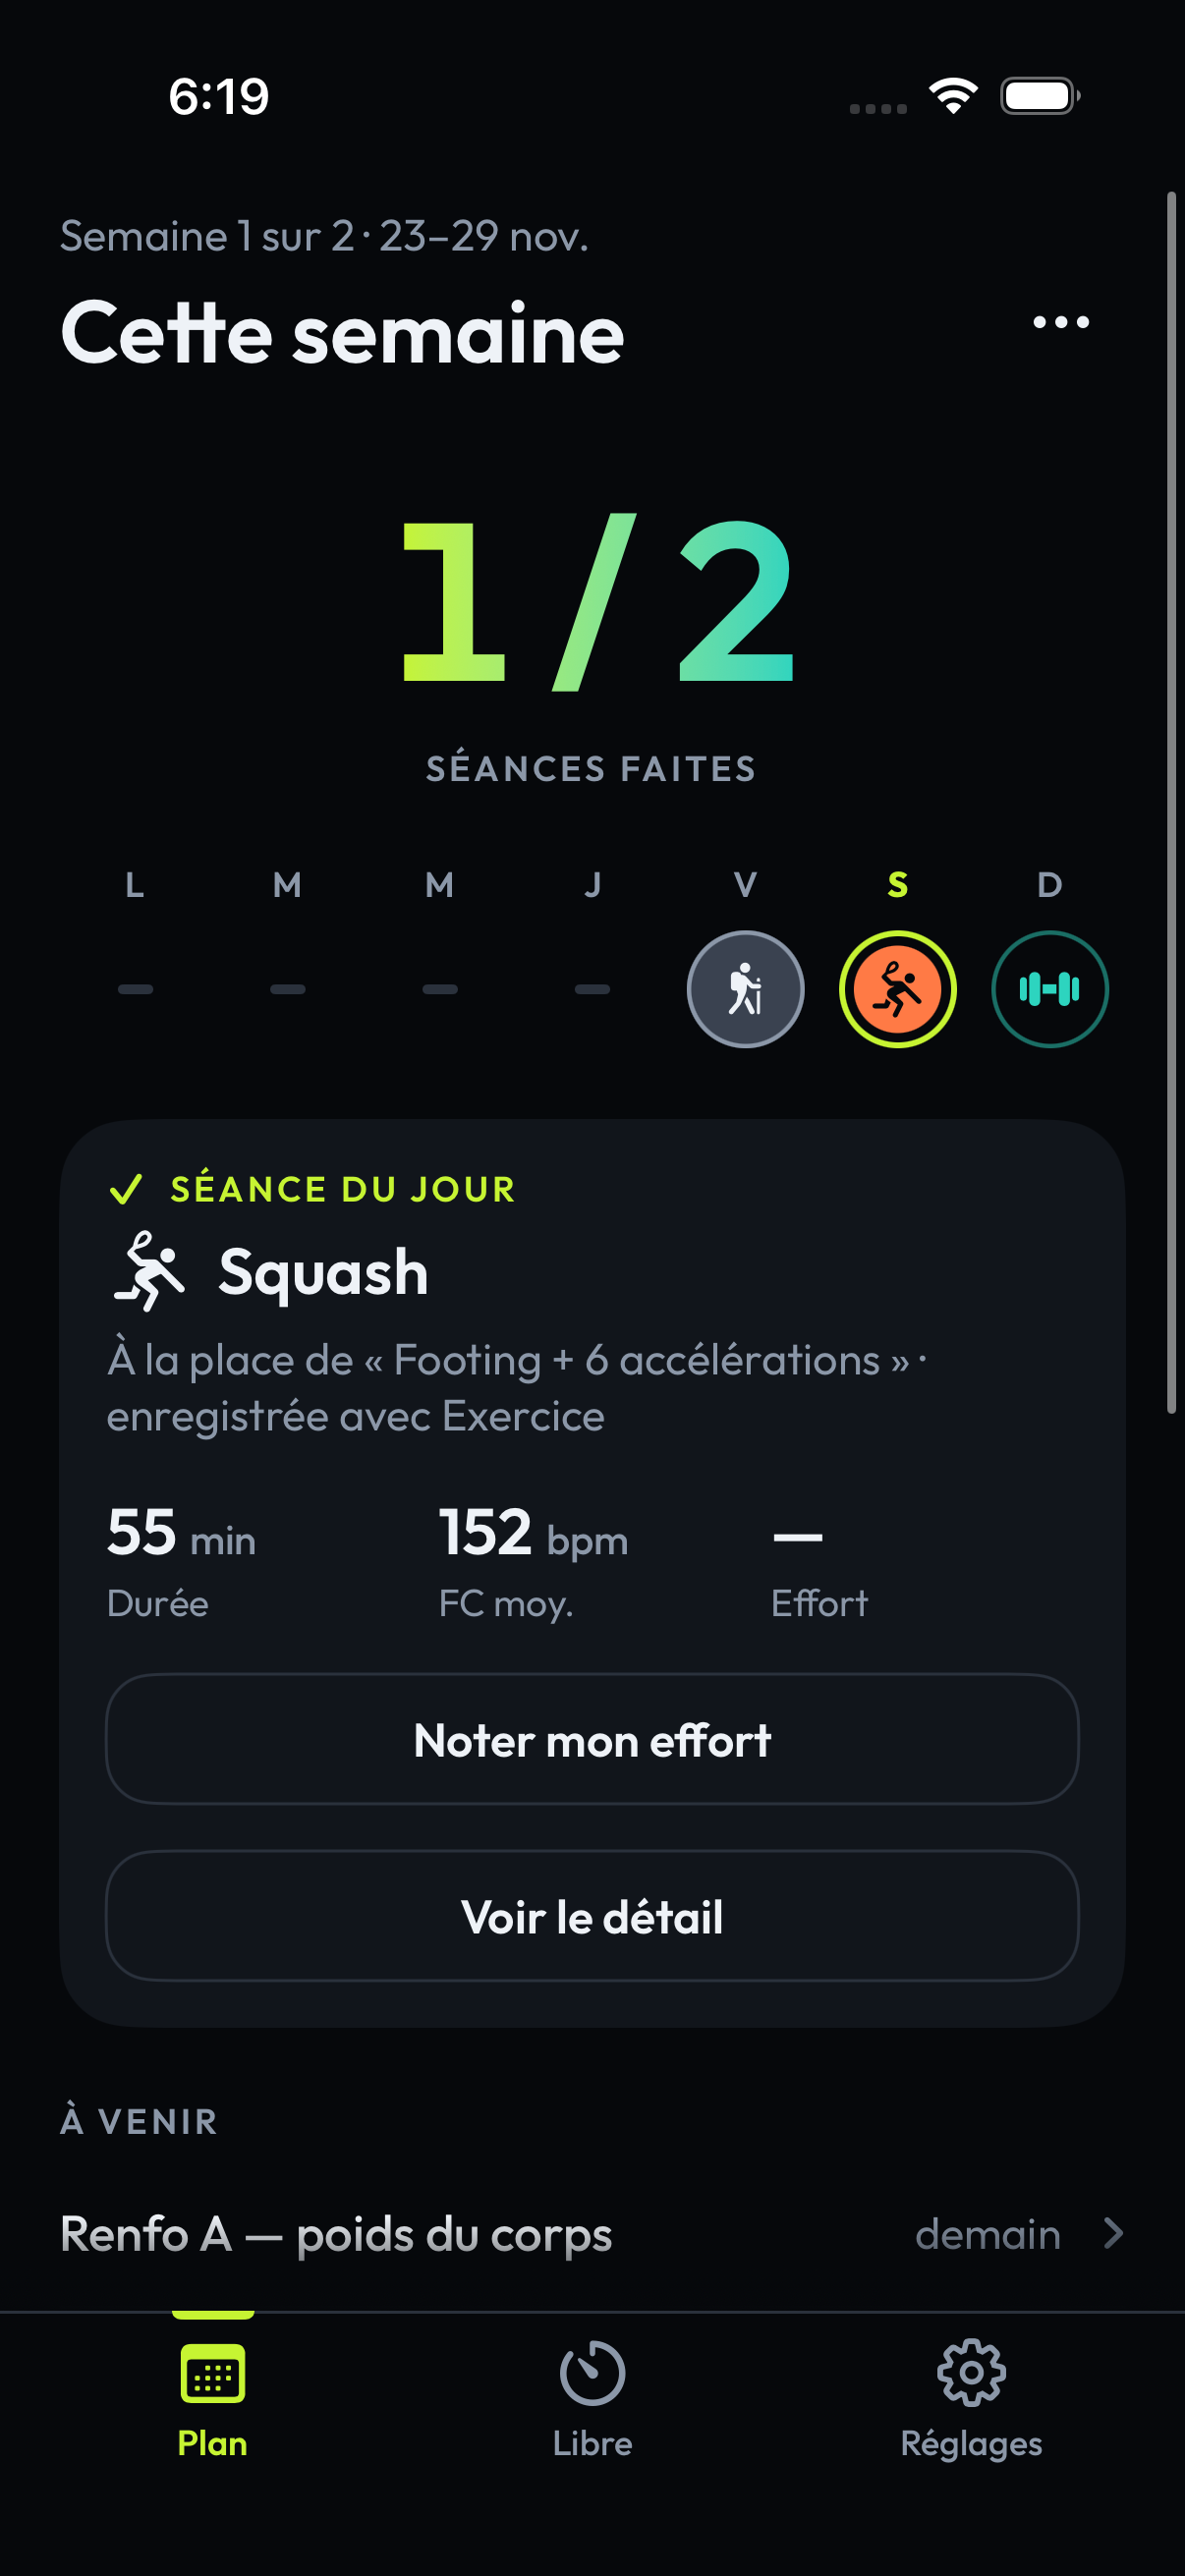 6:19
Semaine 1 sur 2 · 23–29 nov.
Cette semaine
1/2
SÉANCES FAITES
L M M J V S D
SÉANCE DU JOUR
Squash
À la place de « Footing + 6 accélérations » ·
enregistrée avec Exercice
55 min 152 bpm —
Durée FC moy. Effort
Noter mon effort
Voir le détail
À VENIR
Renfo A — poids du corps demain
Plan Libre Réglages